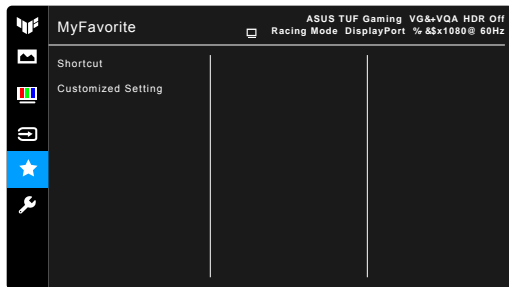 MyFavorite
ASUS TUF Gaming VG&+VQA HDR Off
Racing Mode DisplayPort % &$x1080@ 60Hz
Shortcut
Customized Setting